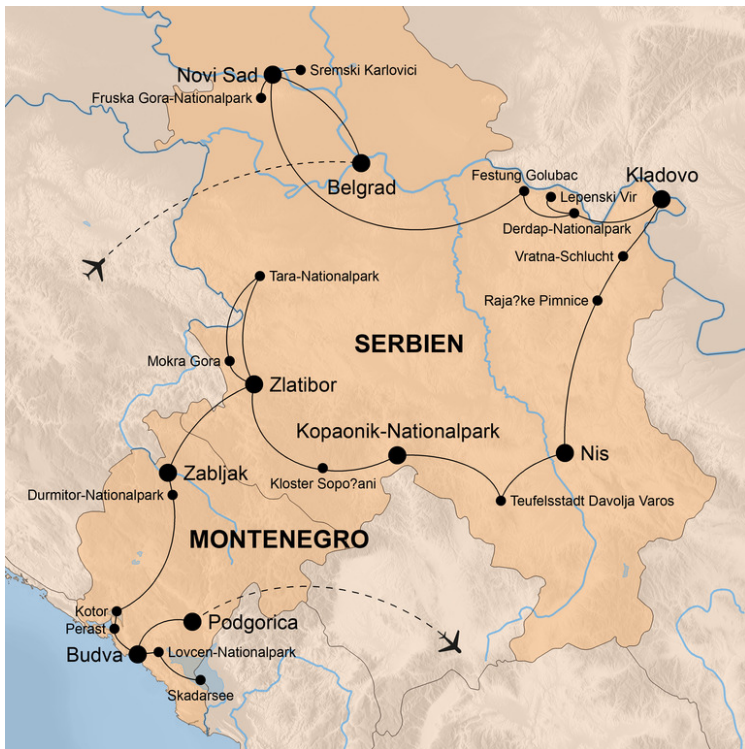 Sremski Karlovici
Novi Sad
Fruska Gora-Nationalpark
Belgrad
Festung Golubac
Kladovo
Lepenski Vir
Derdap-Nationalpark
Vratna-Schlucht
Tara-Nationalpark
Raja?ke Pimnice
SERBIEN
Mokra Gora
Zlatibor
Kopaonik-Nationalpark
Nis
Zabljak
Kloster Sopo?ani
Durmitor-Nationalpark
Teufelsstadt Davolja Varos
MONTENEGRO
Kotor
Podgorica
Perast
Budva
Lovcen-Nationalpark
Skadarsee